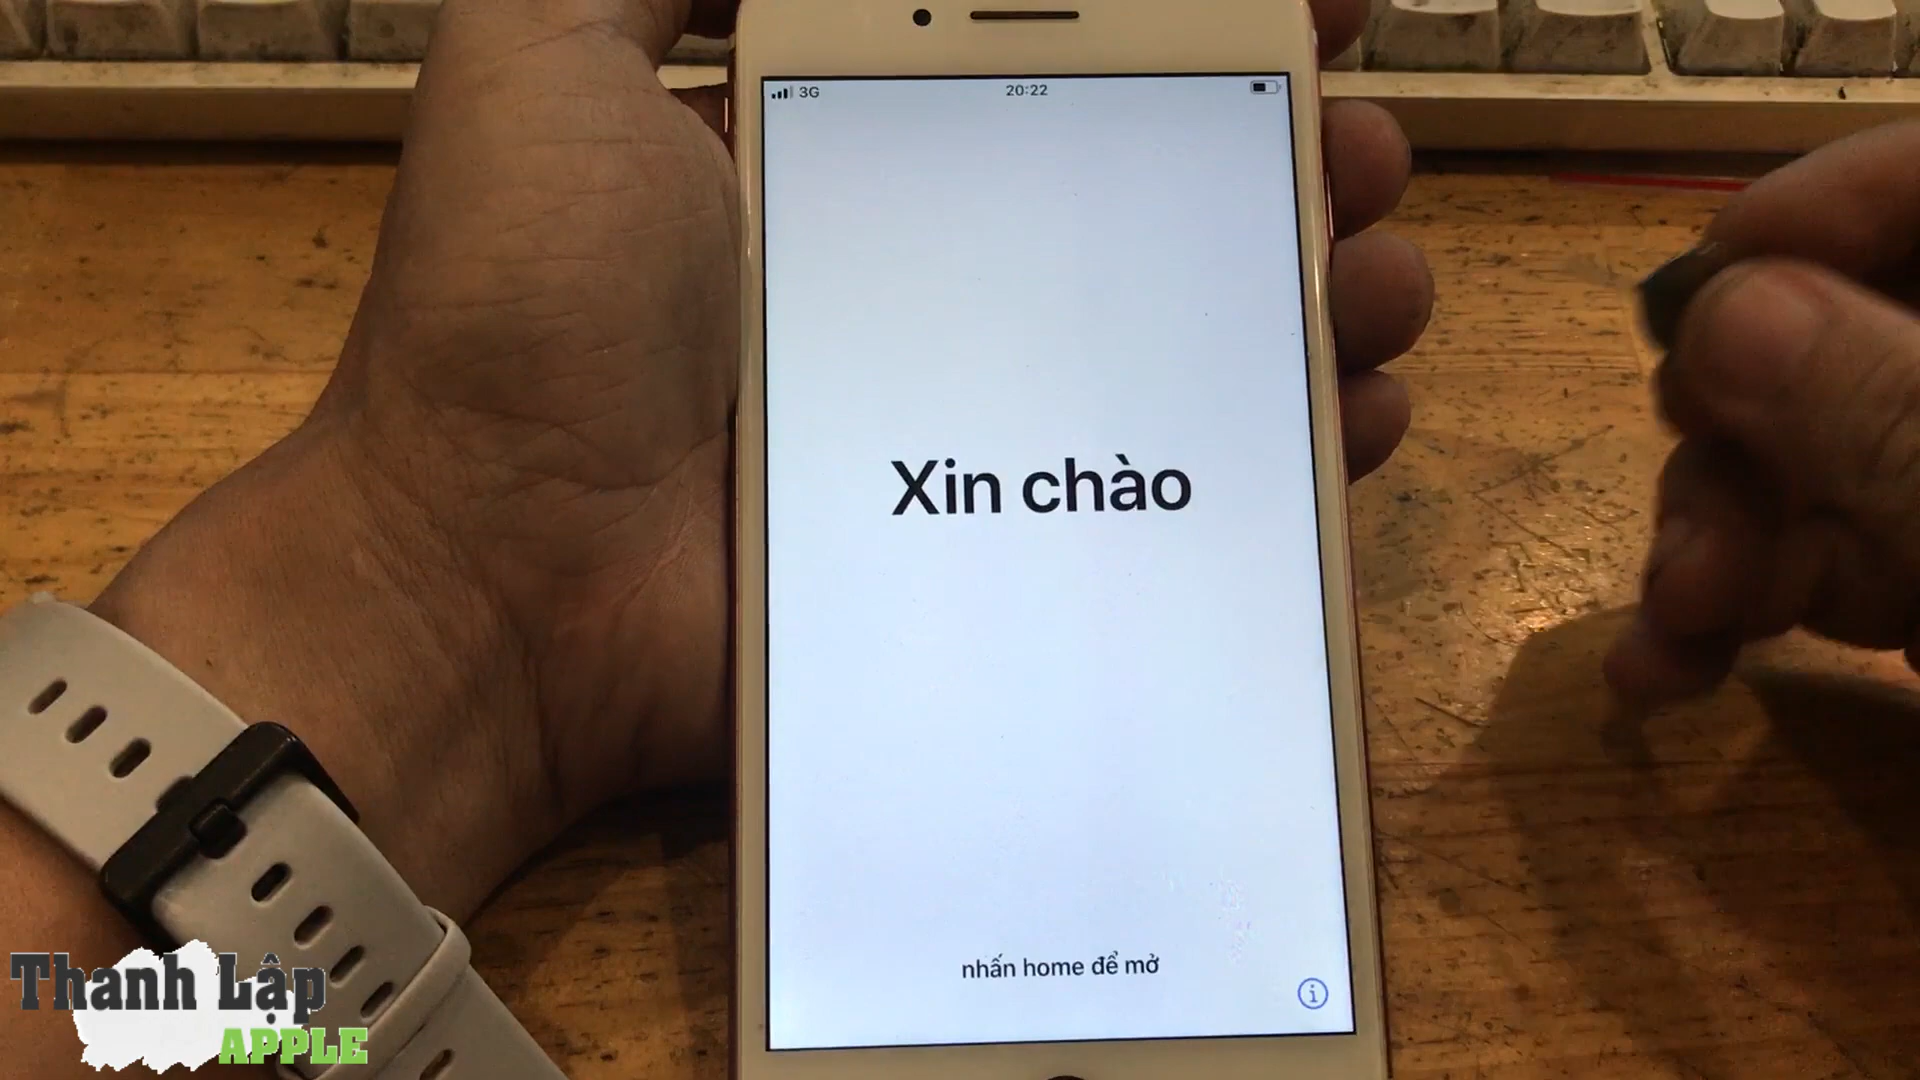 3G 20:22
Xin chào
nhấn home để mở
Thanh Lập
APPLE